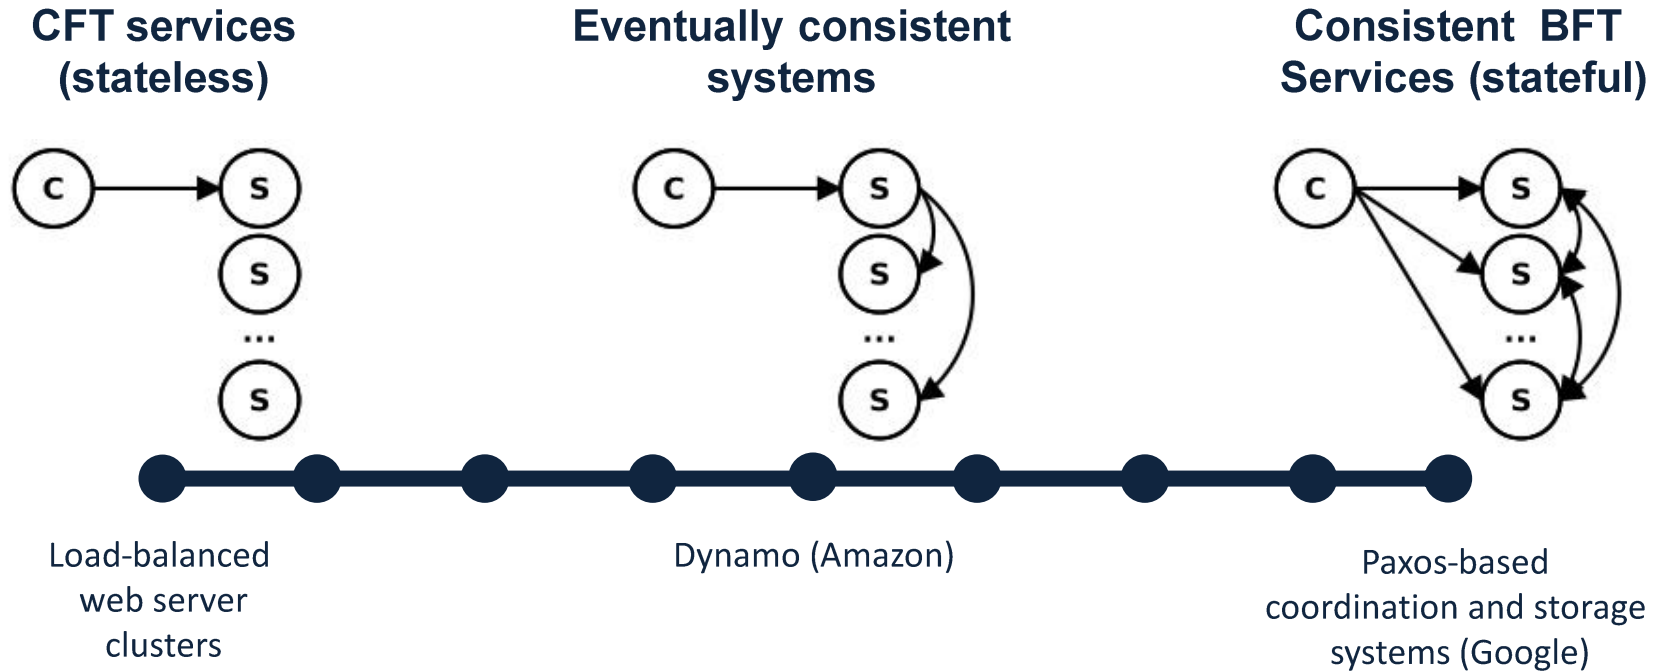 CFT services
(stateless)
Eventually consistent
systems
Consistent BFT
Services (stateful)
C
S
S
...
S
C
S
S
...
S
C
S
S
...
S
Load-balanced
web server
clusters
Dynamo (Amazon)
Paxos-based
coordination and storage
systems (Google)